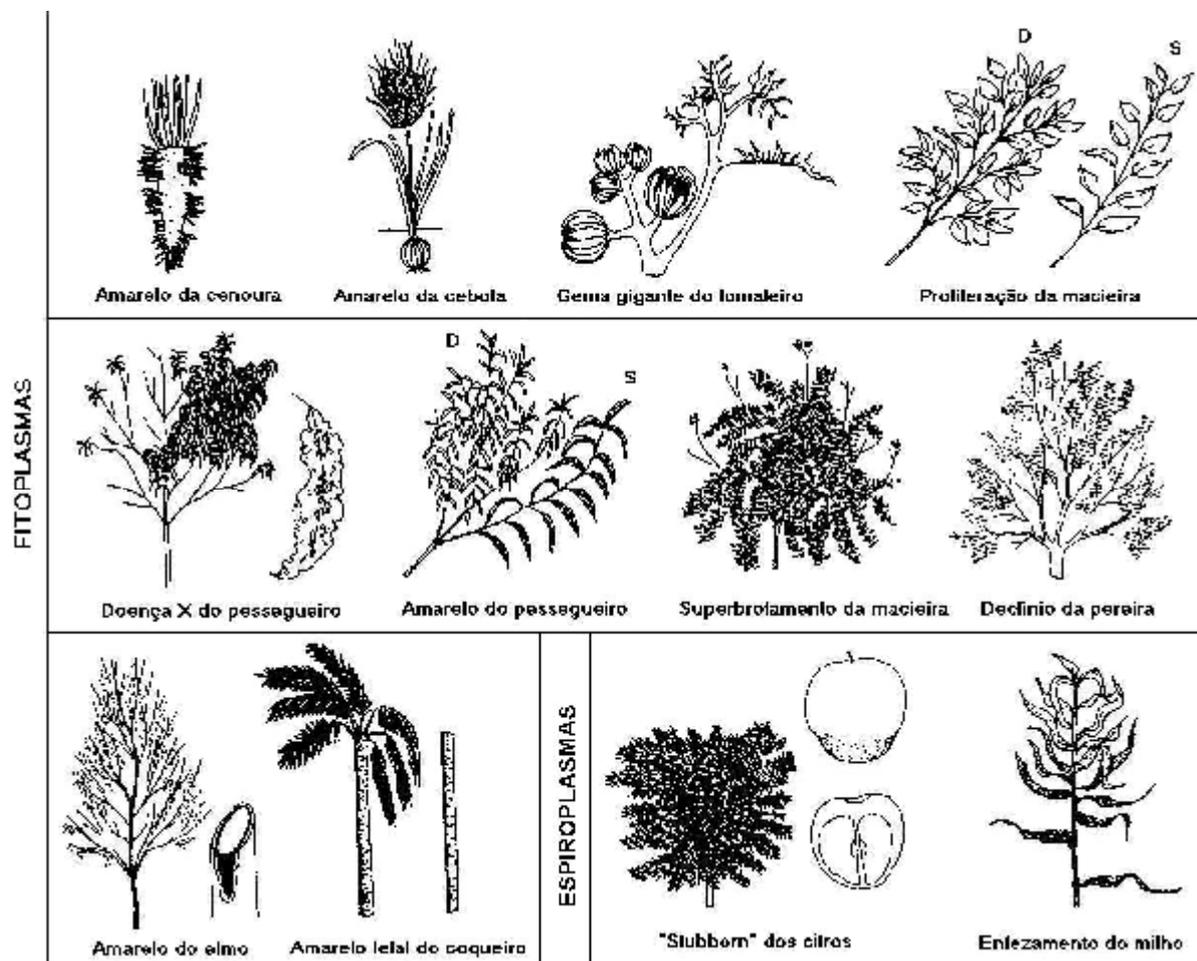 D
S
Amarelo da cenoura
Amarelo da cebola
Gema gigante do tomateiro
Proliferação da macieira
FITOPLASMAS
D
S
Doença X do pessegueiro
Amarelo do pessegueiro
Superbrotamento da macieira
Declínio da pereira
Amarelo do elmo
Amarelo letal do coqueiro
ESPIROPLASMAS
"Stubborn" dos citros
Enfezamento do milho